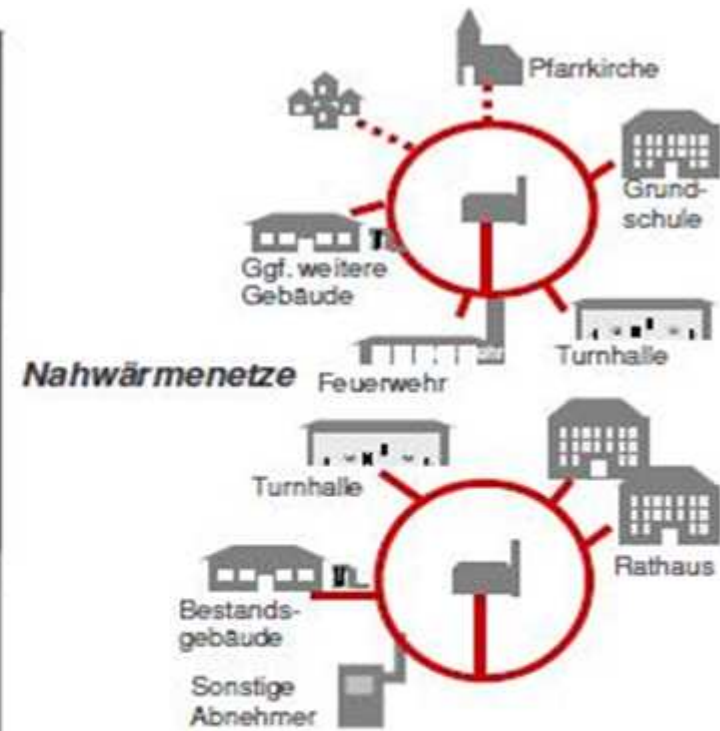 Pfarrkirche
Grund-
schule
Ggf. weitere
Gebäude
Turnhalle
Feuerwehr
Nahwärmenetze
Turnhalle
Rathaus
Bestands-
gebäude
Sonstige
Abnehmer